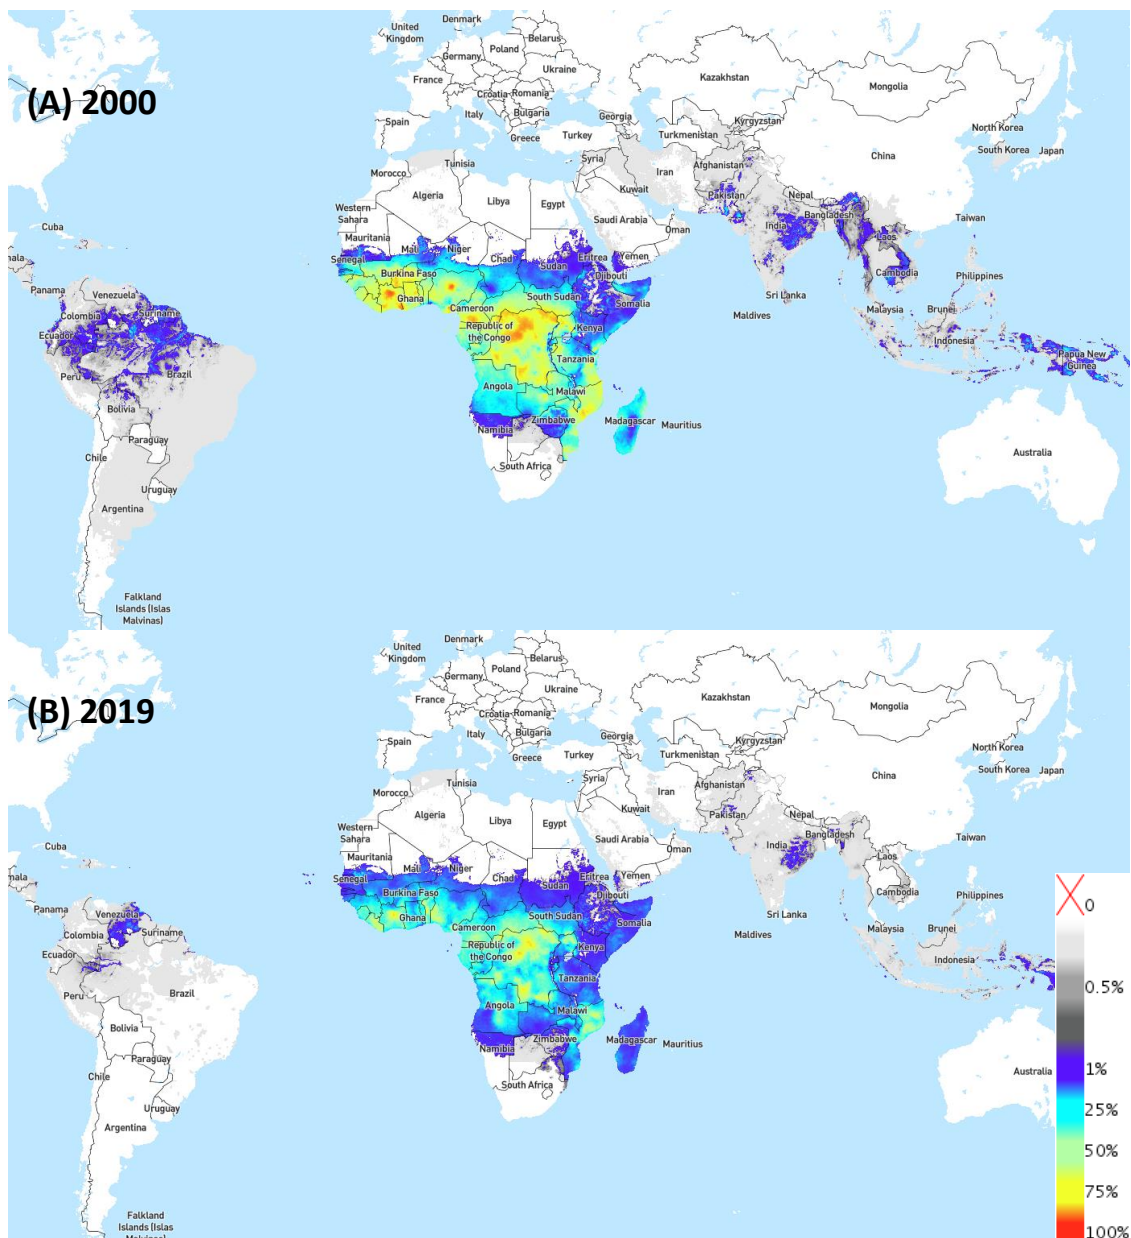 Denmark
United
Kingdom
Belarus
Poland
Germany
Ukraine
France
Kazakhstan
Mongolia
(A) 2000
Croatia
Romania
Italy
Bulgaria
Spain
Georgia
Kyrgyzstan
North Korea
Greece
Turkey
Turkmenistan
South Korea
Japan
China
Tunisia
Syria
Afghanistan
Morocco
Iran
Algeria
Kuwait
Libya
Egypt
Pakistan
Nepal
Western
Sahara
Saudi Arabia
Bangladesh
Taiwan
Cuba
Oman
India
Mauritania
Laos
Mali
Niger
Yemen
Senegal
Chad
Eritrea
Sudan
Burkina Faso
Djibouti
Cambodia
Philippines
Panama
Venezuela
Ghana
South Sudan
Sri Lanka
Somalia
Colombia
Suriname
Cameroon
Maldives
Malaysia
Brunei
Ecuador
Republic of
the Congo
Kenya
Indonesia
Papua New
Guinea
Peru
Brazil
Tanzania
Angola
Malawi
Bolivia
Zimbabwe
Madagascar
Mauritius
Namibia
Paraguay
Australia
Chile
South Africa
Uruguay
Argentina
Falkland
Islands (Islas
Malvinas)
Denmark
United
Kingdom
Belarus
Poland
Germany
Ukraine
France
Kazakhstan
Mongolia
(B) 2019
Croatia
Romania
Italy
Bulgaria
Spain
Georgia
Kyrgyzstan
North Korea
Greece
Turkey
Turkmenistan
South Korea
Japan
China
Tunisia
Syria
Afghanistan
Morocco
Iran
Algeria
Kuwait
Libya
Egypt
Pakistan
Nepal
Western
Sahara
Saudi Arabia
Bangladesh
Taiwan
Cuba
Oman
India
Mauritania
Laos
Mali
Niger
Yemen
Senegal
Chad
Eritrea
Sudan
Burkina Faso
Djibouti
Cambodia
Philippines
Panama
Venezuela
Ghana
South Sudan
Sri Lanka
Somalia
Colombia
Suriname
Cameroon
Maldives
Malaysia
Brunei
Ecuador
Republic of
the Congo
Kenya
Indonesia
Peru
Brazil
Tanzania
Angola
Malawi
Bolivia
Zimbabwe
Madagascar
Mauritius
Namibia
Paraguay
Australia
Chile
South Africa
Uruguay
Argentina
Falkland
Islands (Islas
Malvinas)
0
0.5%
1%
25%
50%
75%
100%